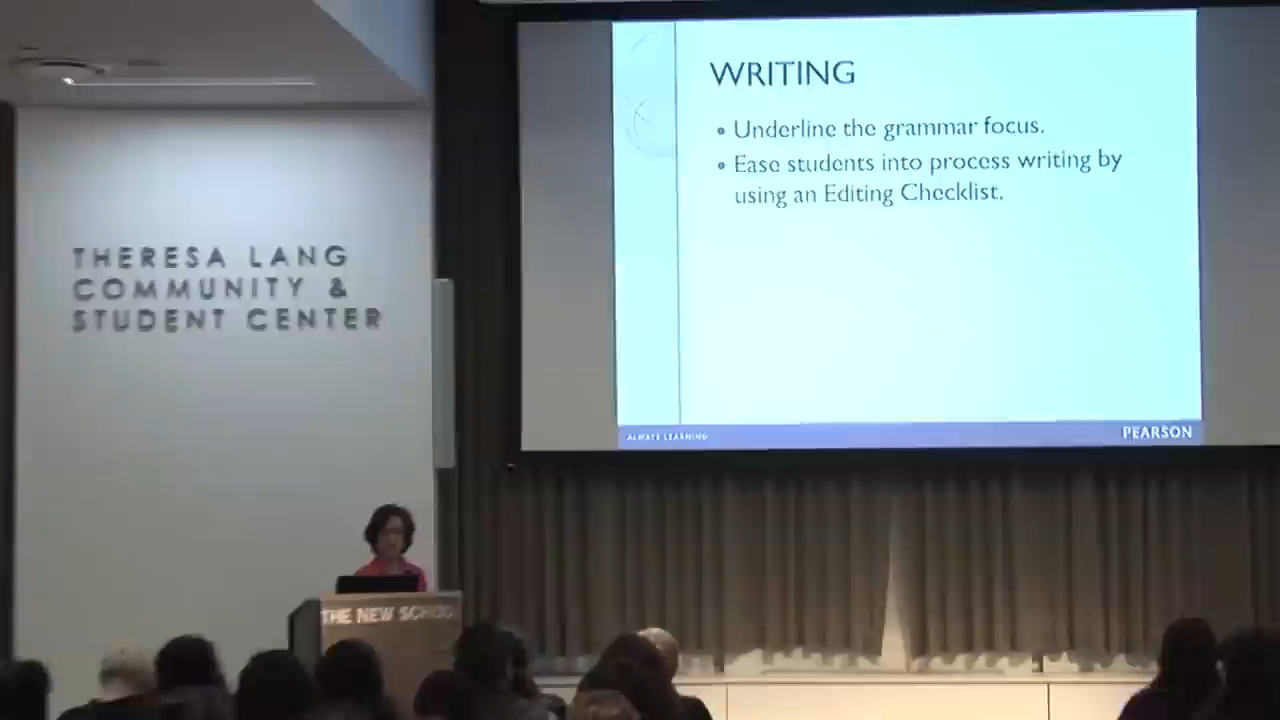 WRITING
• Underline the grammar focus.
• Ease students into process writing by
using an Editing Checklist.
ALWAYS LEARNING
PEARSON
THERESA LANG
COMMUNITY &
STUDENT CENTER
THE NEW SCHOO